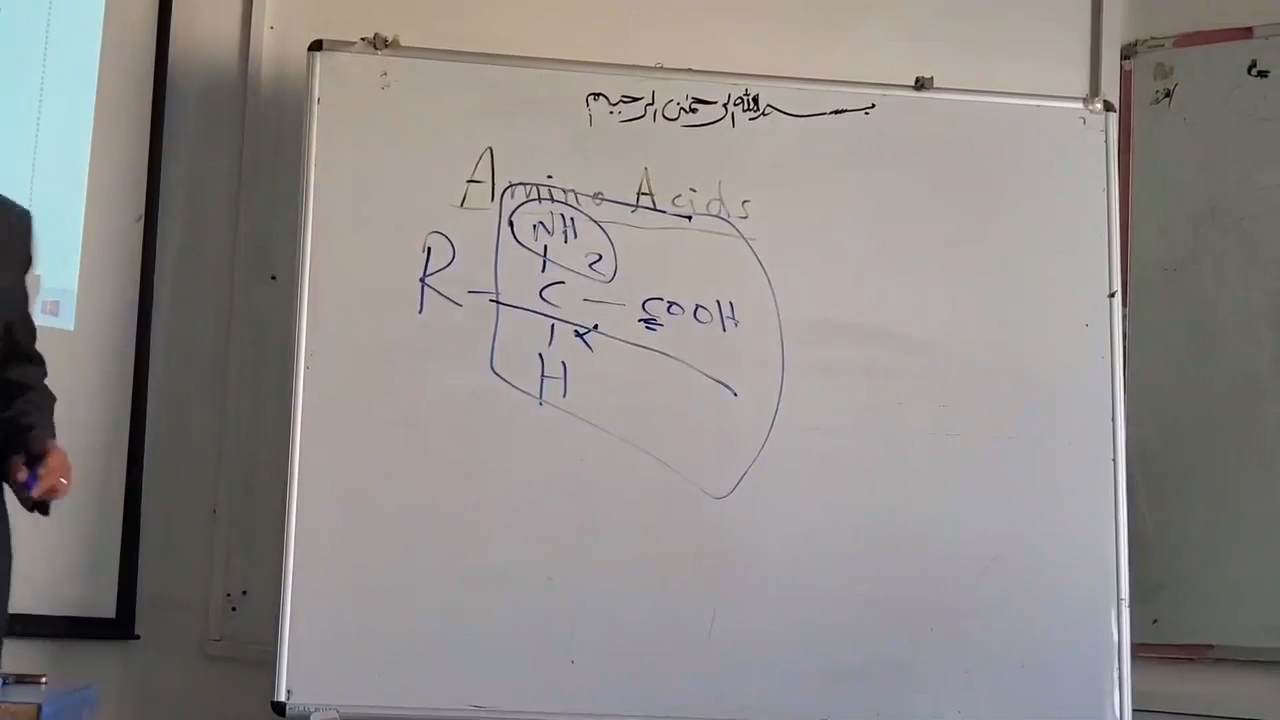 بسم الله الرحمن الرحيم
Amino Acids
NH2
R - C - COOH
α
H